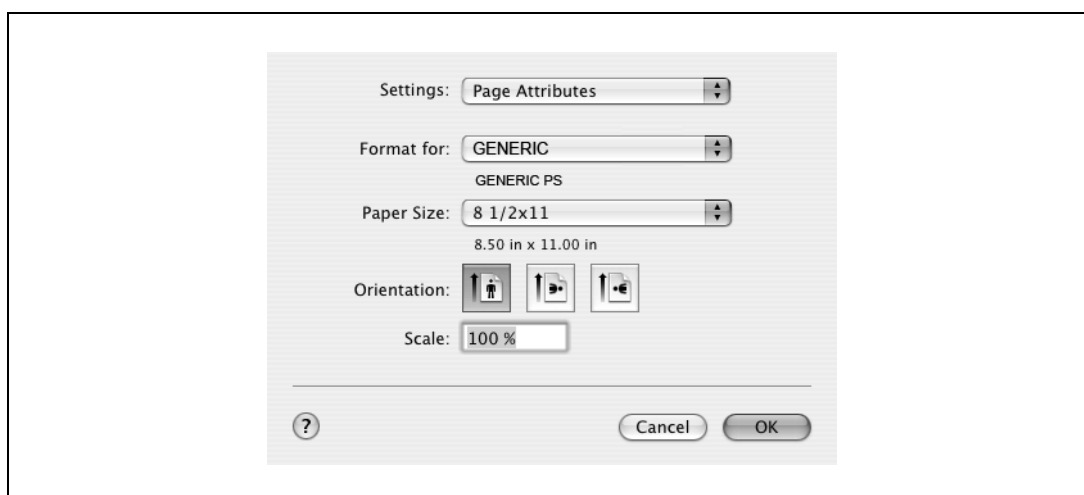 Settings: Page Attributes
Format for: GENERIC
GENERIC PS
Paper Size: 8 1/2x11
8.50 in x 11.00 in
Orientation:
Scale: 100 %
? Cancel OK